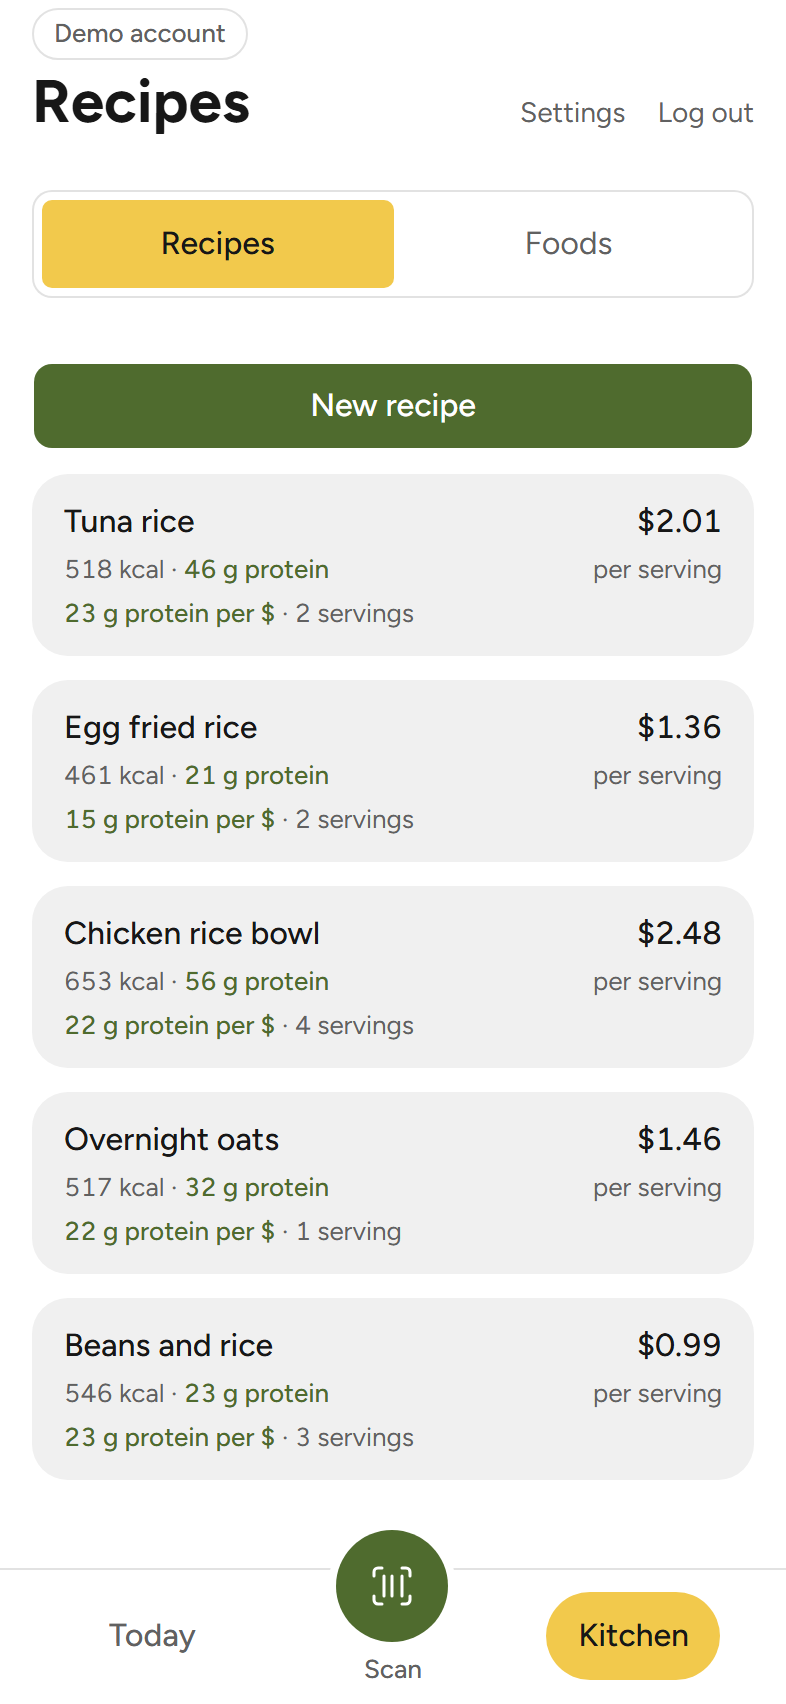 Demo account
Recipes
Settings Log out
Recipes Foods
New recipe
Tuna rice $2.01
518 kcal · 46 g protein per serving
23 g protein per $ · 2 servings
Egg fried rice $1.36
461 kcal · 21 g protein per serving
15 g protein per $ · 2 servings
Chicken rice bowl $2.48
653 kcal · 56 g protein per serving
22 g protein per $ · 4 servings
Overnight oats $1.46
517 kcal · 32 g protein per serving
22 g protein per $ · 1 serving
Beans and rice $0.99
546 kcal · 23 g protein per serving
23 g protein per $ · 3 servings
Today Kitchen
Scan